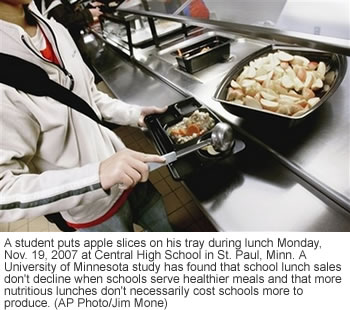 A student puts apple slices on his tray during lunch Monday,
Nov. 19, 2007 at Central High School in St. Paul, Minn. A
University of Minnesota study has found that school lunch sales
don't decline when schools serve healthier meals and that more
nutritious lunches don't necessarily cost schools more to
produce. (AP Photo/Jim Mone)